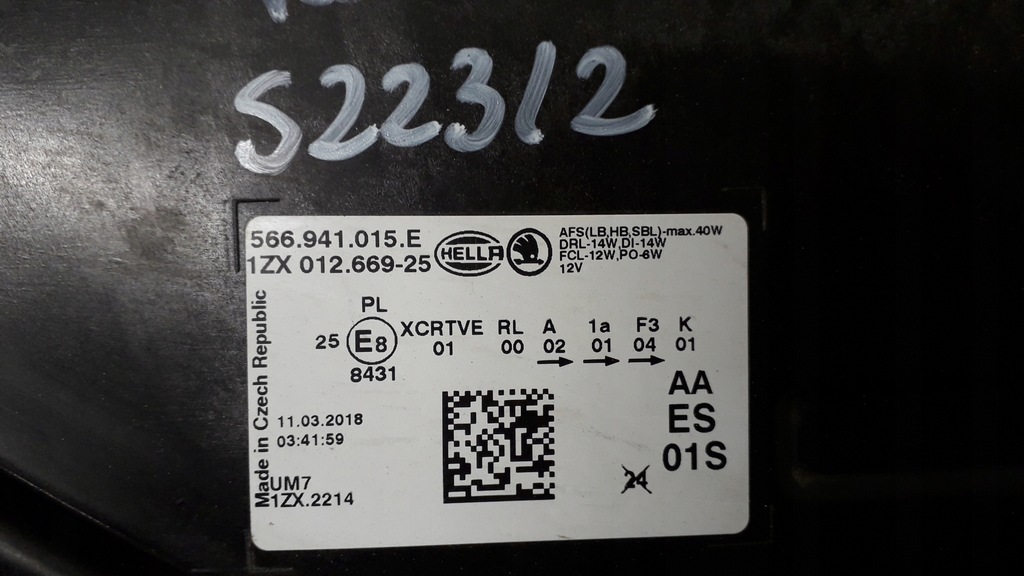 S223/2
566.941.015.E
1ZX 012.669-25
HELLA
AFS(LB,HB,SBL)-max.40W
DRL-14W,DI-14W
FCL-12W,PO-6W
12V
Made in Czech Republic
PL
25 E8 XCRTVE RL A 1a F3 K
01 00 02 01 04 01
8431
AA
ES
01S
11.03.2018
03:41:59
24
UM7
1ZX.2214